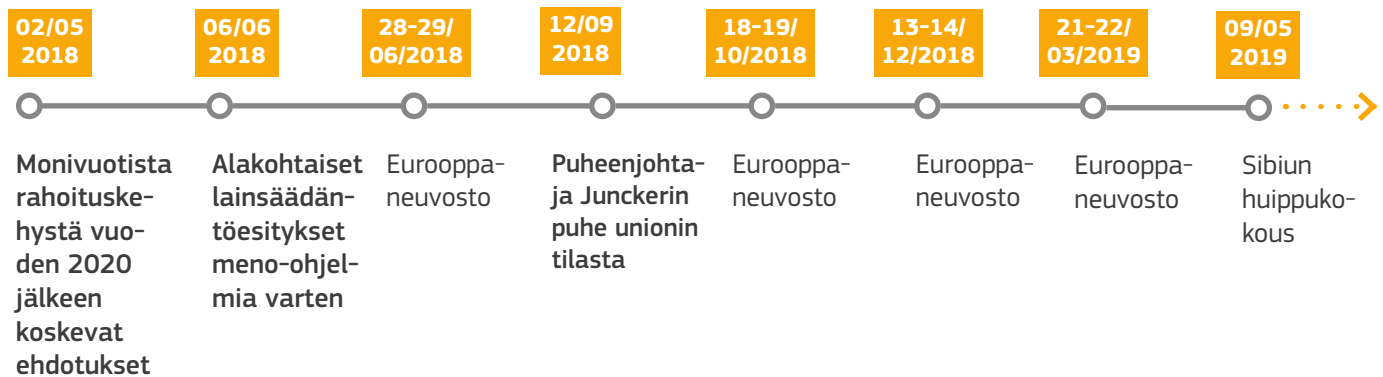 02/05
2018
06/06
2018
28-29/
06/2018
12/09
2018
18-19/
10/2018
13-14/
12/2018
21-22/
03/2019
09/05
2019
Monivuotista
rahoituske-
hystä vuo-
den 2020
jälkeen
koskevat
ehdotukset
Alakohtaiset
lainsäädän-
töesitykset
meno-ohjel-
mia varten
Eurooppa-
neuvosto
Puheenjohta-
ja Junckerin
puhe unionin
tilasta
Eurooppa-
neuvosto
Eurooppa-
neuvosto
Eurooppa-
neuvosto
Sibiun
huippuko-
kous